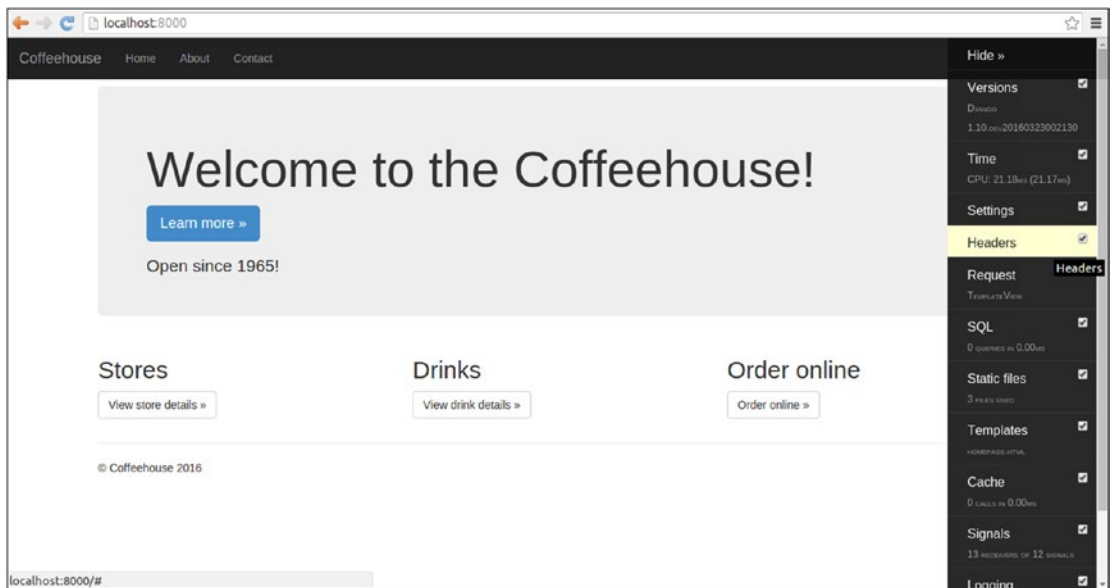 localhost:8000
Coffeehouse Home About Contact
Welcome to the Coffeehouse!
Learn more »
Open since 1965!
Stores
View store details »
Drinks
View drink details »
Order online
Order online »
© Coffeehouse 2016
Hide »
Versions
Django
1.10.dev20160323002130
Time
CPU: 21.18ms (21.17ms)
Settings
Headers
Headers
Request
TemplateView
SQL
0 queries in 0.00ms
Static files
3 files used
Templates
homepage.html
Cache
0 calls in 0.00ms
Signals
13 receivers of 12 signals
Logging
localhost:8000/#